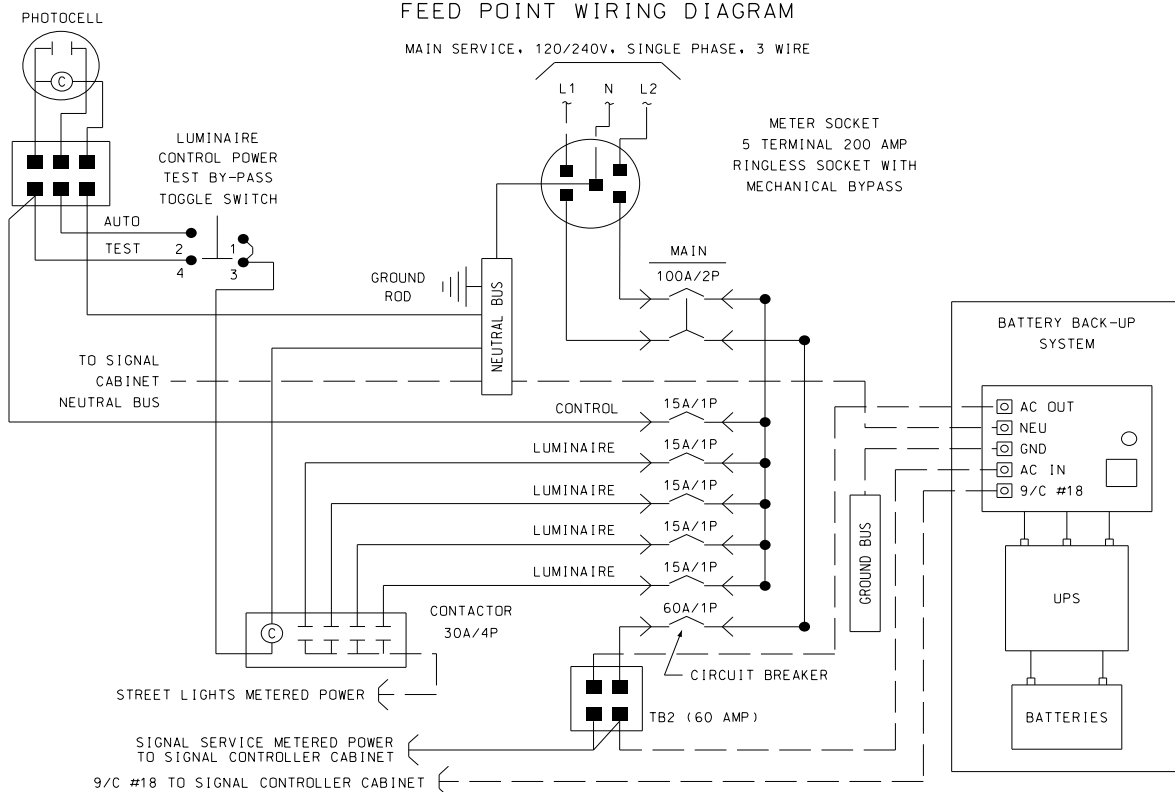 FEED POINT WIRING DIAGRAM
PHOTOCELL
MAIN SERVICE, 120/240V, SINGLE PHASE, 3 WIRE
L1 N L2
C
METER SOCKET
5 TERMINAL 200 AMP
RINGLESS SOCKET WITH
MECHANICAL BYPASS
LUMINAIRE
CONTROL POWER
TEST BY-PASS
TOGGLE SWITCH
AUTO
TEST
2
4
1
3
GROUND
ROD
NEUTRAL BUS
MAIN
100A/2P
TO SIGNAL
CABINET
NEUTRAL BUS
CONTROL 15A/1P
LUMINAIRE 15A/1P
LUMINAIRE 15A/1P
LUMINAIRE 15A/1P
LUMINAIRE 15A/1P
60A/1P
CIRCUIT BREAKER
C
CONTACTOR
30A/4P
STREET LIGHTS METERED POWER
TB2 (60 AMP)
SIGNAL SERVICE METERED POWER
TO SIGNAL CONTROLLER CABINET
9/C #18 TO SIGNAL CONTROLLER CABINET
GROUND BUS
BATTERY BACK-UP
SYSTEM
AC OUT
NEU
GND
AC IN
9/C #18
UPS
BATTERIES